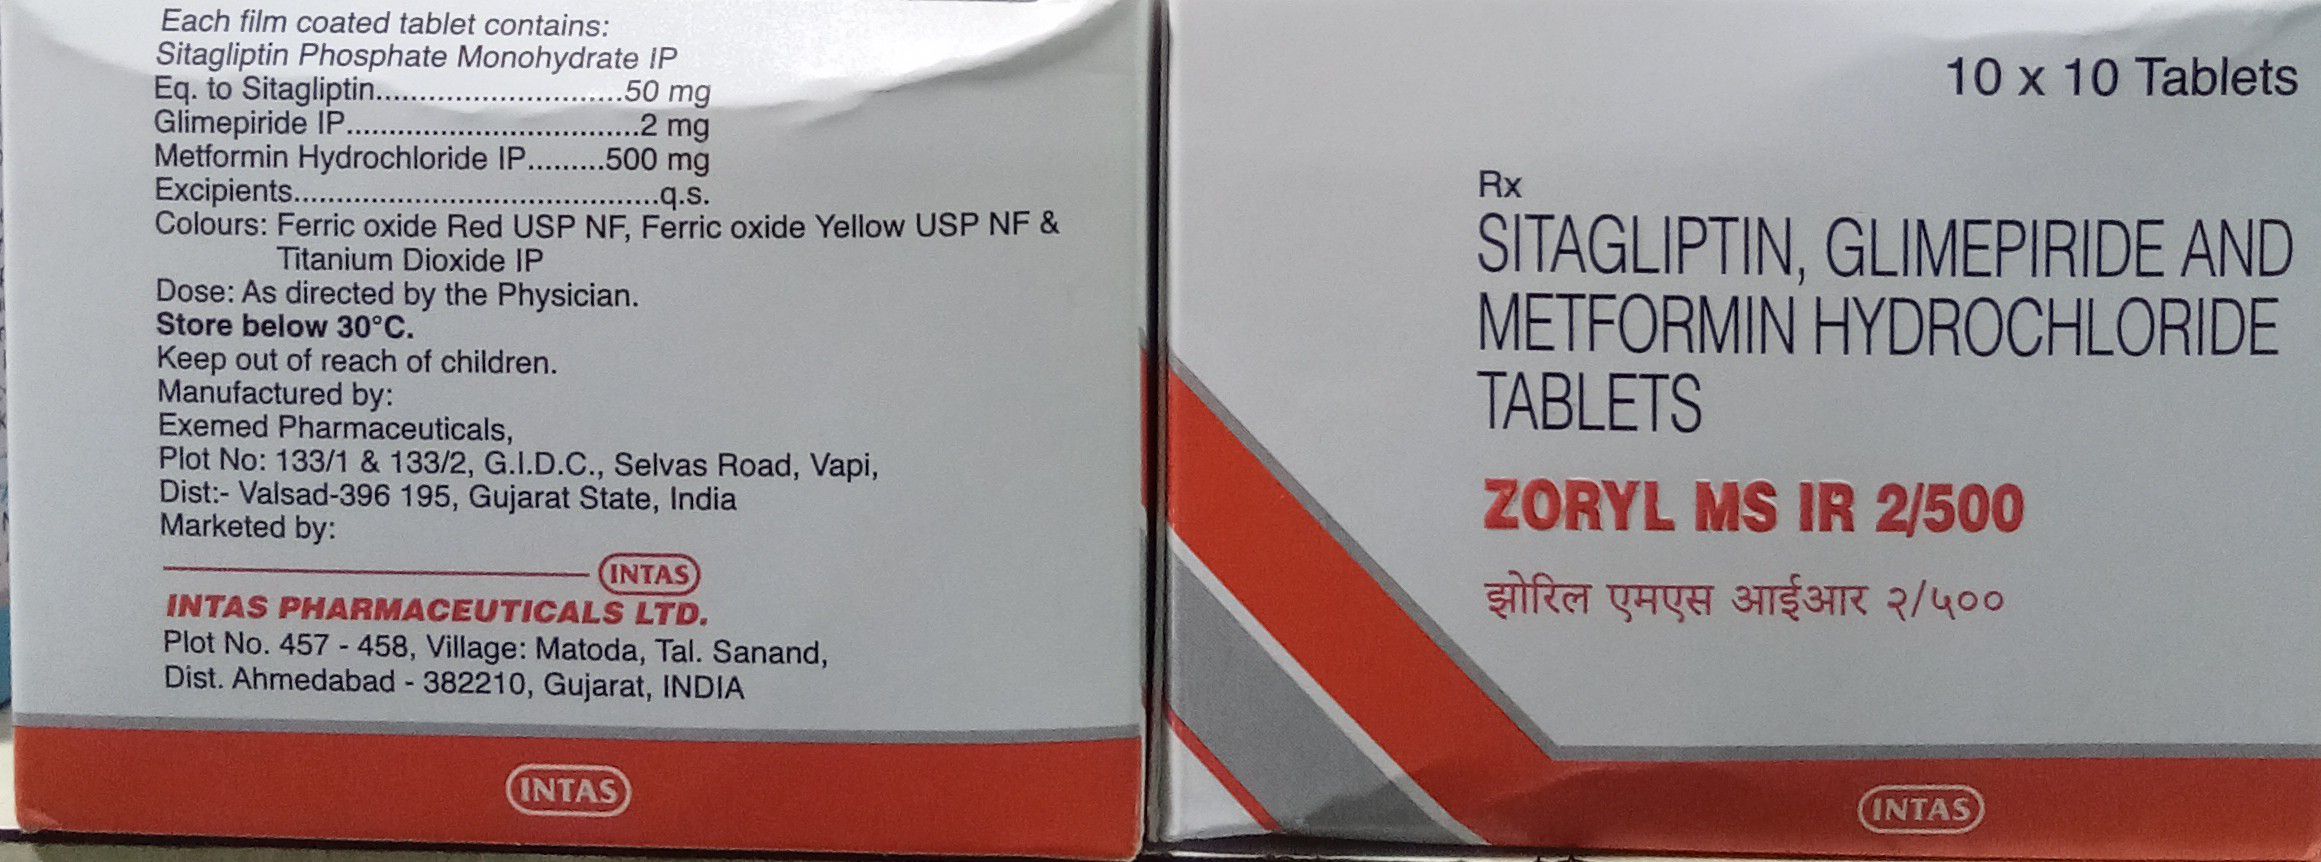 Each film coated tablet contains:
Sitagliptin Phosphate Monohydrate IP
Eq. to Sitagliptin............................50 mg
Glimepiride IP..................................2 mg
Metformin Hydrochloride IP.........500 mg
Excipients..........................................q.s.
Colours: Ferric oxide Red USP NF, Ferric oxide Yellow USP NF &
Titanium Dioxide IP
Dose: As directed by the Physician.
Store below 30°C.
Keep out of reach of children.
Manufactured by:
Exemed Pharmaceuticals,
Plot No: 133/1 & 133/2, G.I.D.C., Selvas Road, Vapi,
Dist:- Valsad-396 195, Gujarat State, India
Marketed by:
INTAS
INTAS PHARMACEUTICALS LTD.
Plot No. 457 - 458, Village: Matoda, Tal. Sanand,
Dist. Ahmedabad - 382210, Gujarat, INDIA
INTAS
10 x 10 Tablets
Rx
SITAGLIPTIN, GLIMEPIRIDE AND
METFORMIN HYDROCHLORIDE
TABLETS
ZORYL MS IR 2/500
झोरिल एमएस आईआर २/५००
INTAS